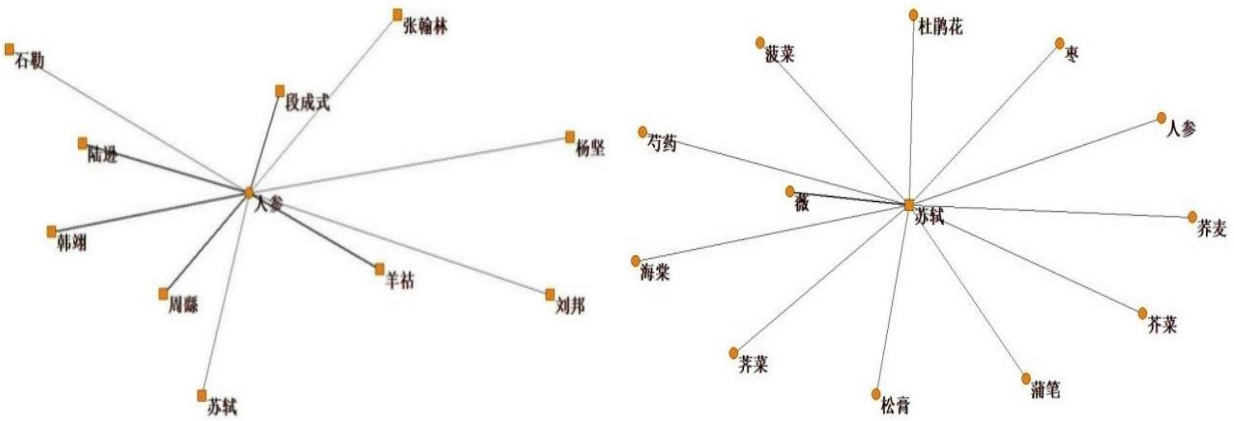 张翰林
石勒
段成式
陆逊
杨坚
人参
韩翃
羊祜
周繇
刘邦
苏轼
杜鹃花
菠菜
枣
人参
芍药
薇
苏轼
荞麦
海棠
芥菜
荠菜
蒲笔
松膏